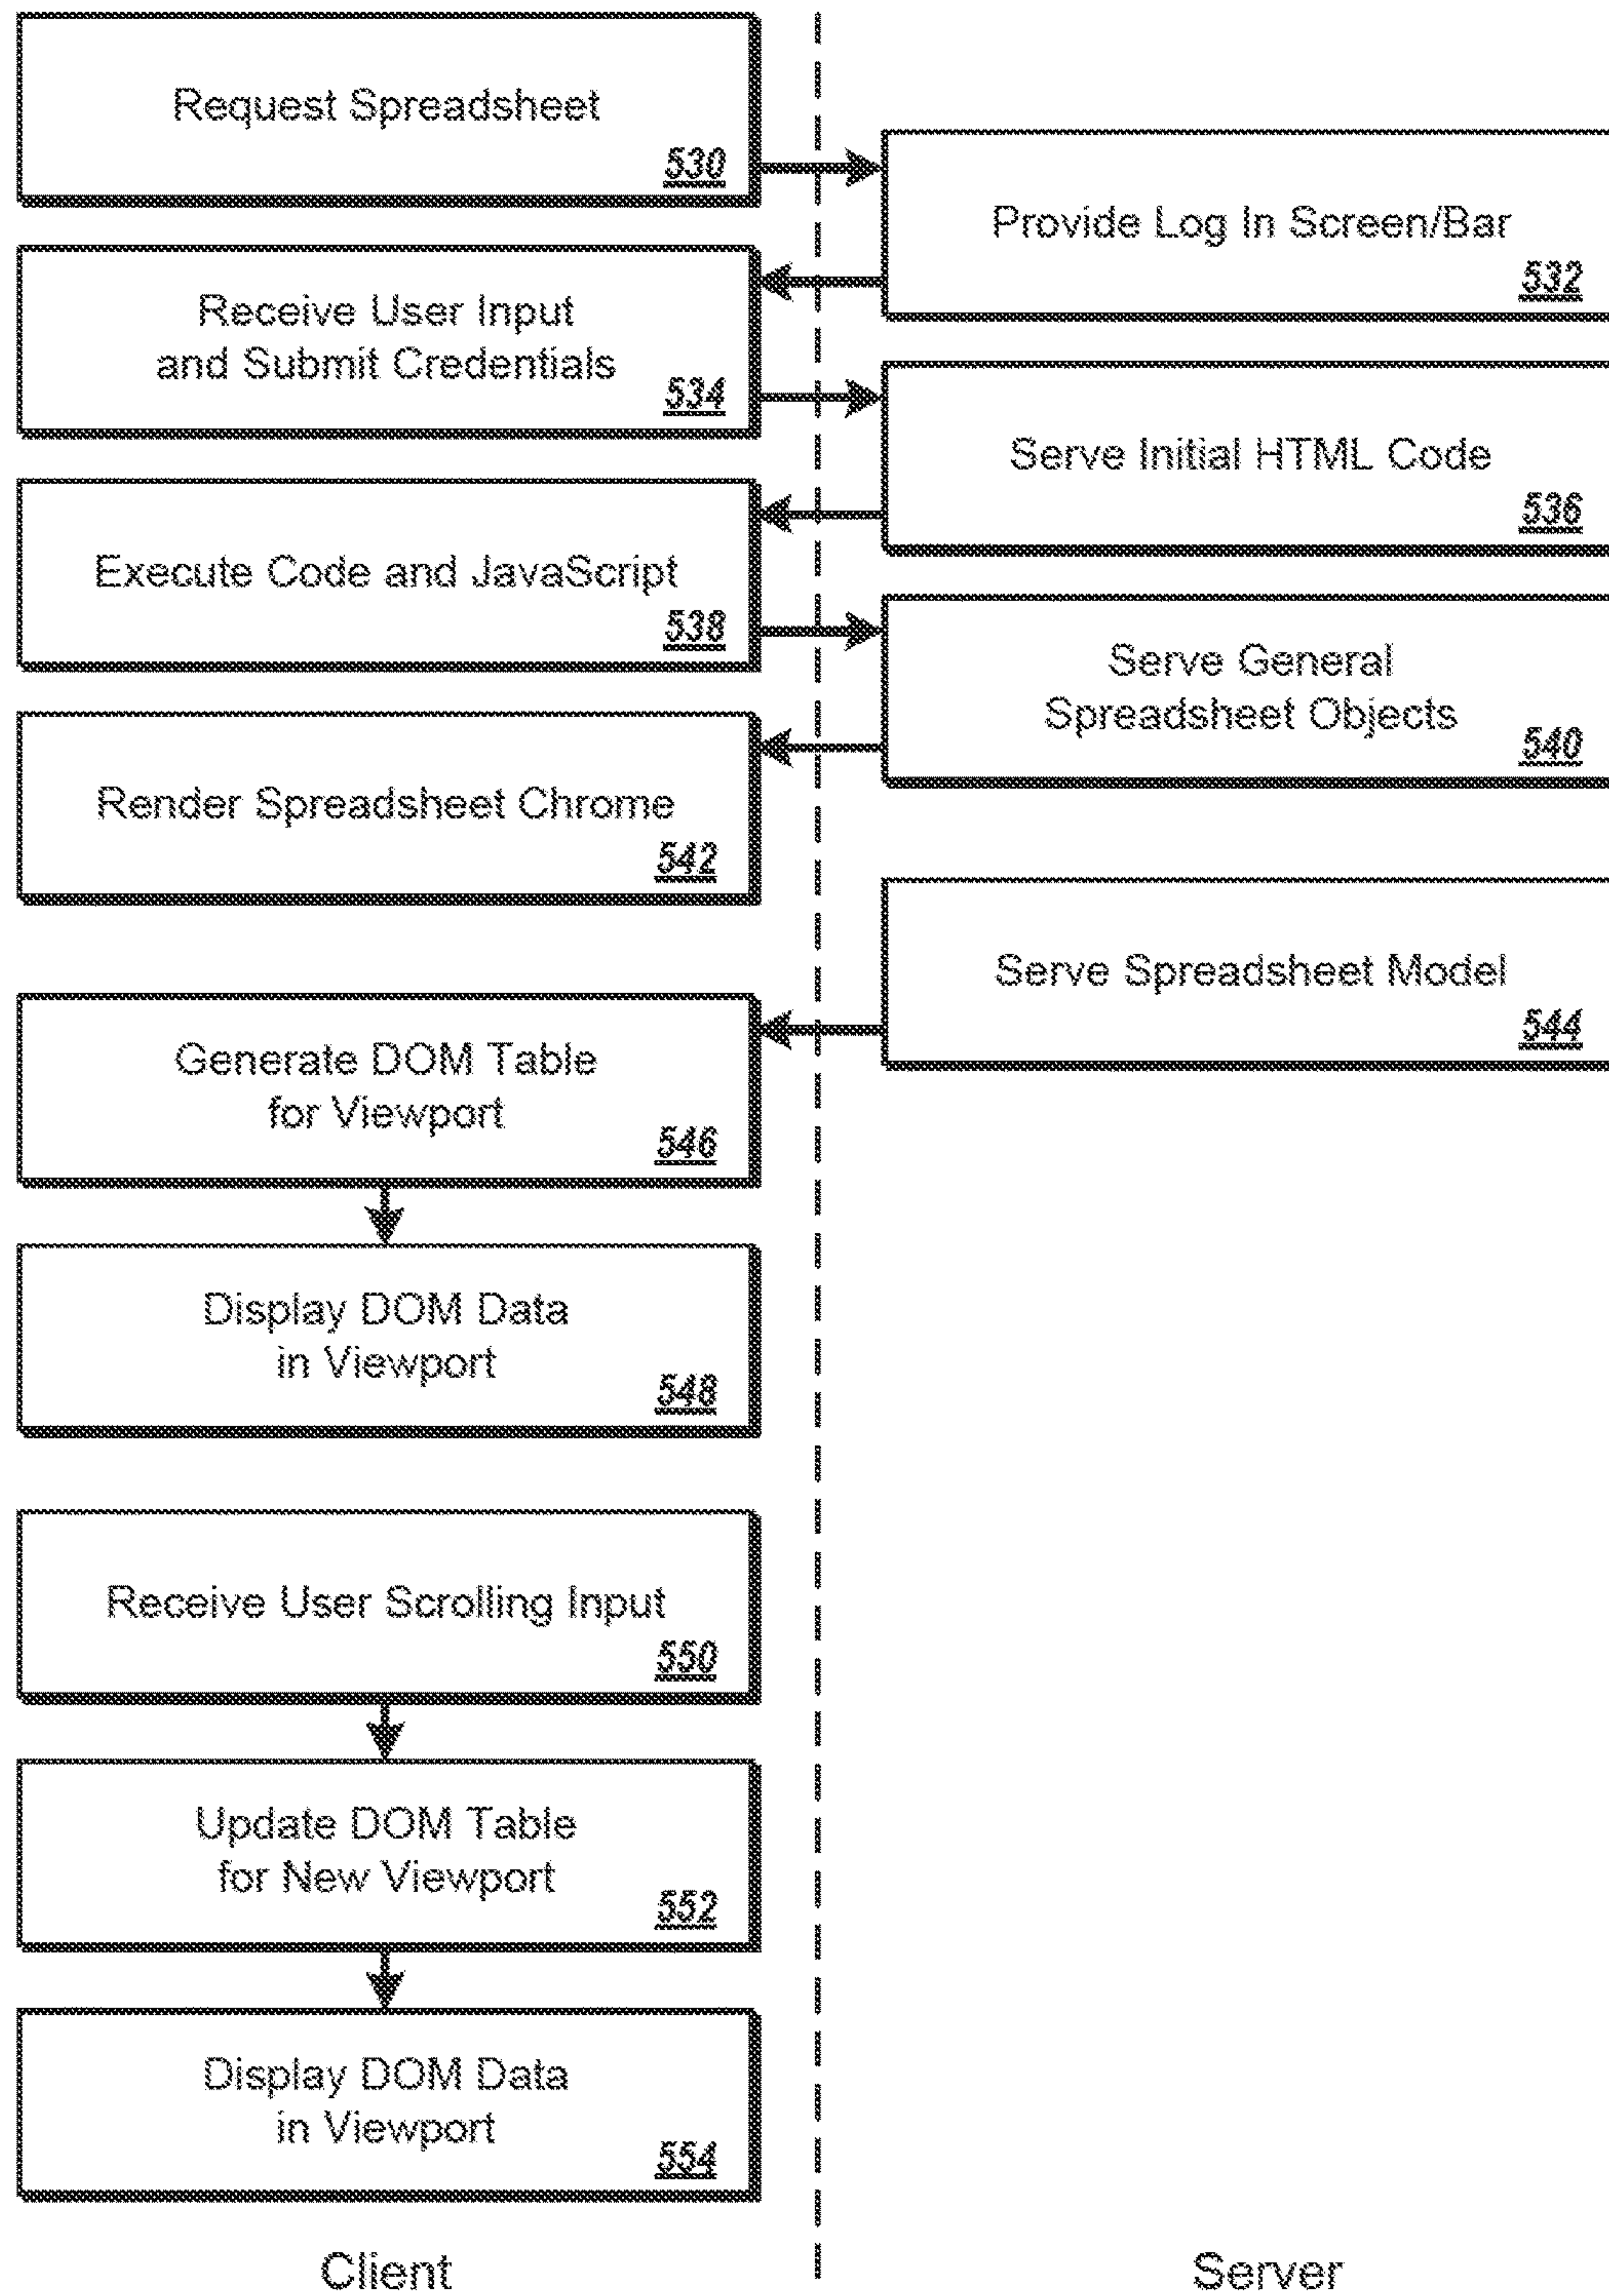 Request Spreadsheet
530
Provide Log In Screen/Bar
532
Receive User Input
and Submit Credentials
534
Serve Initial HTML Code
536
Execute Code and JavaScript
538
Serve General
Spreadsheet Objects
540
Render Spreadsheet Chrome
542
Serve Spreadsheet Model
544
Generate DOM Table
for Viewport
546
Display DOM Data
in Viewport
548
Receive User Scrolling Input
550
Update DOM Table
for New Viewport
552
Display DOM Data
in Viewport
554
Client
Server